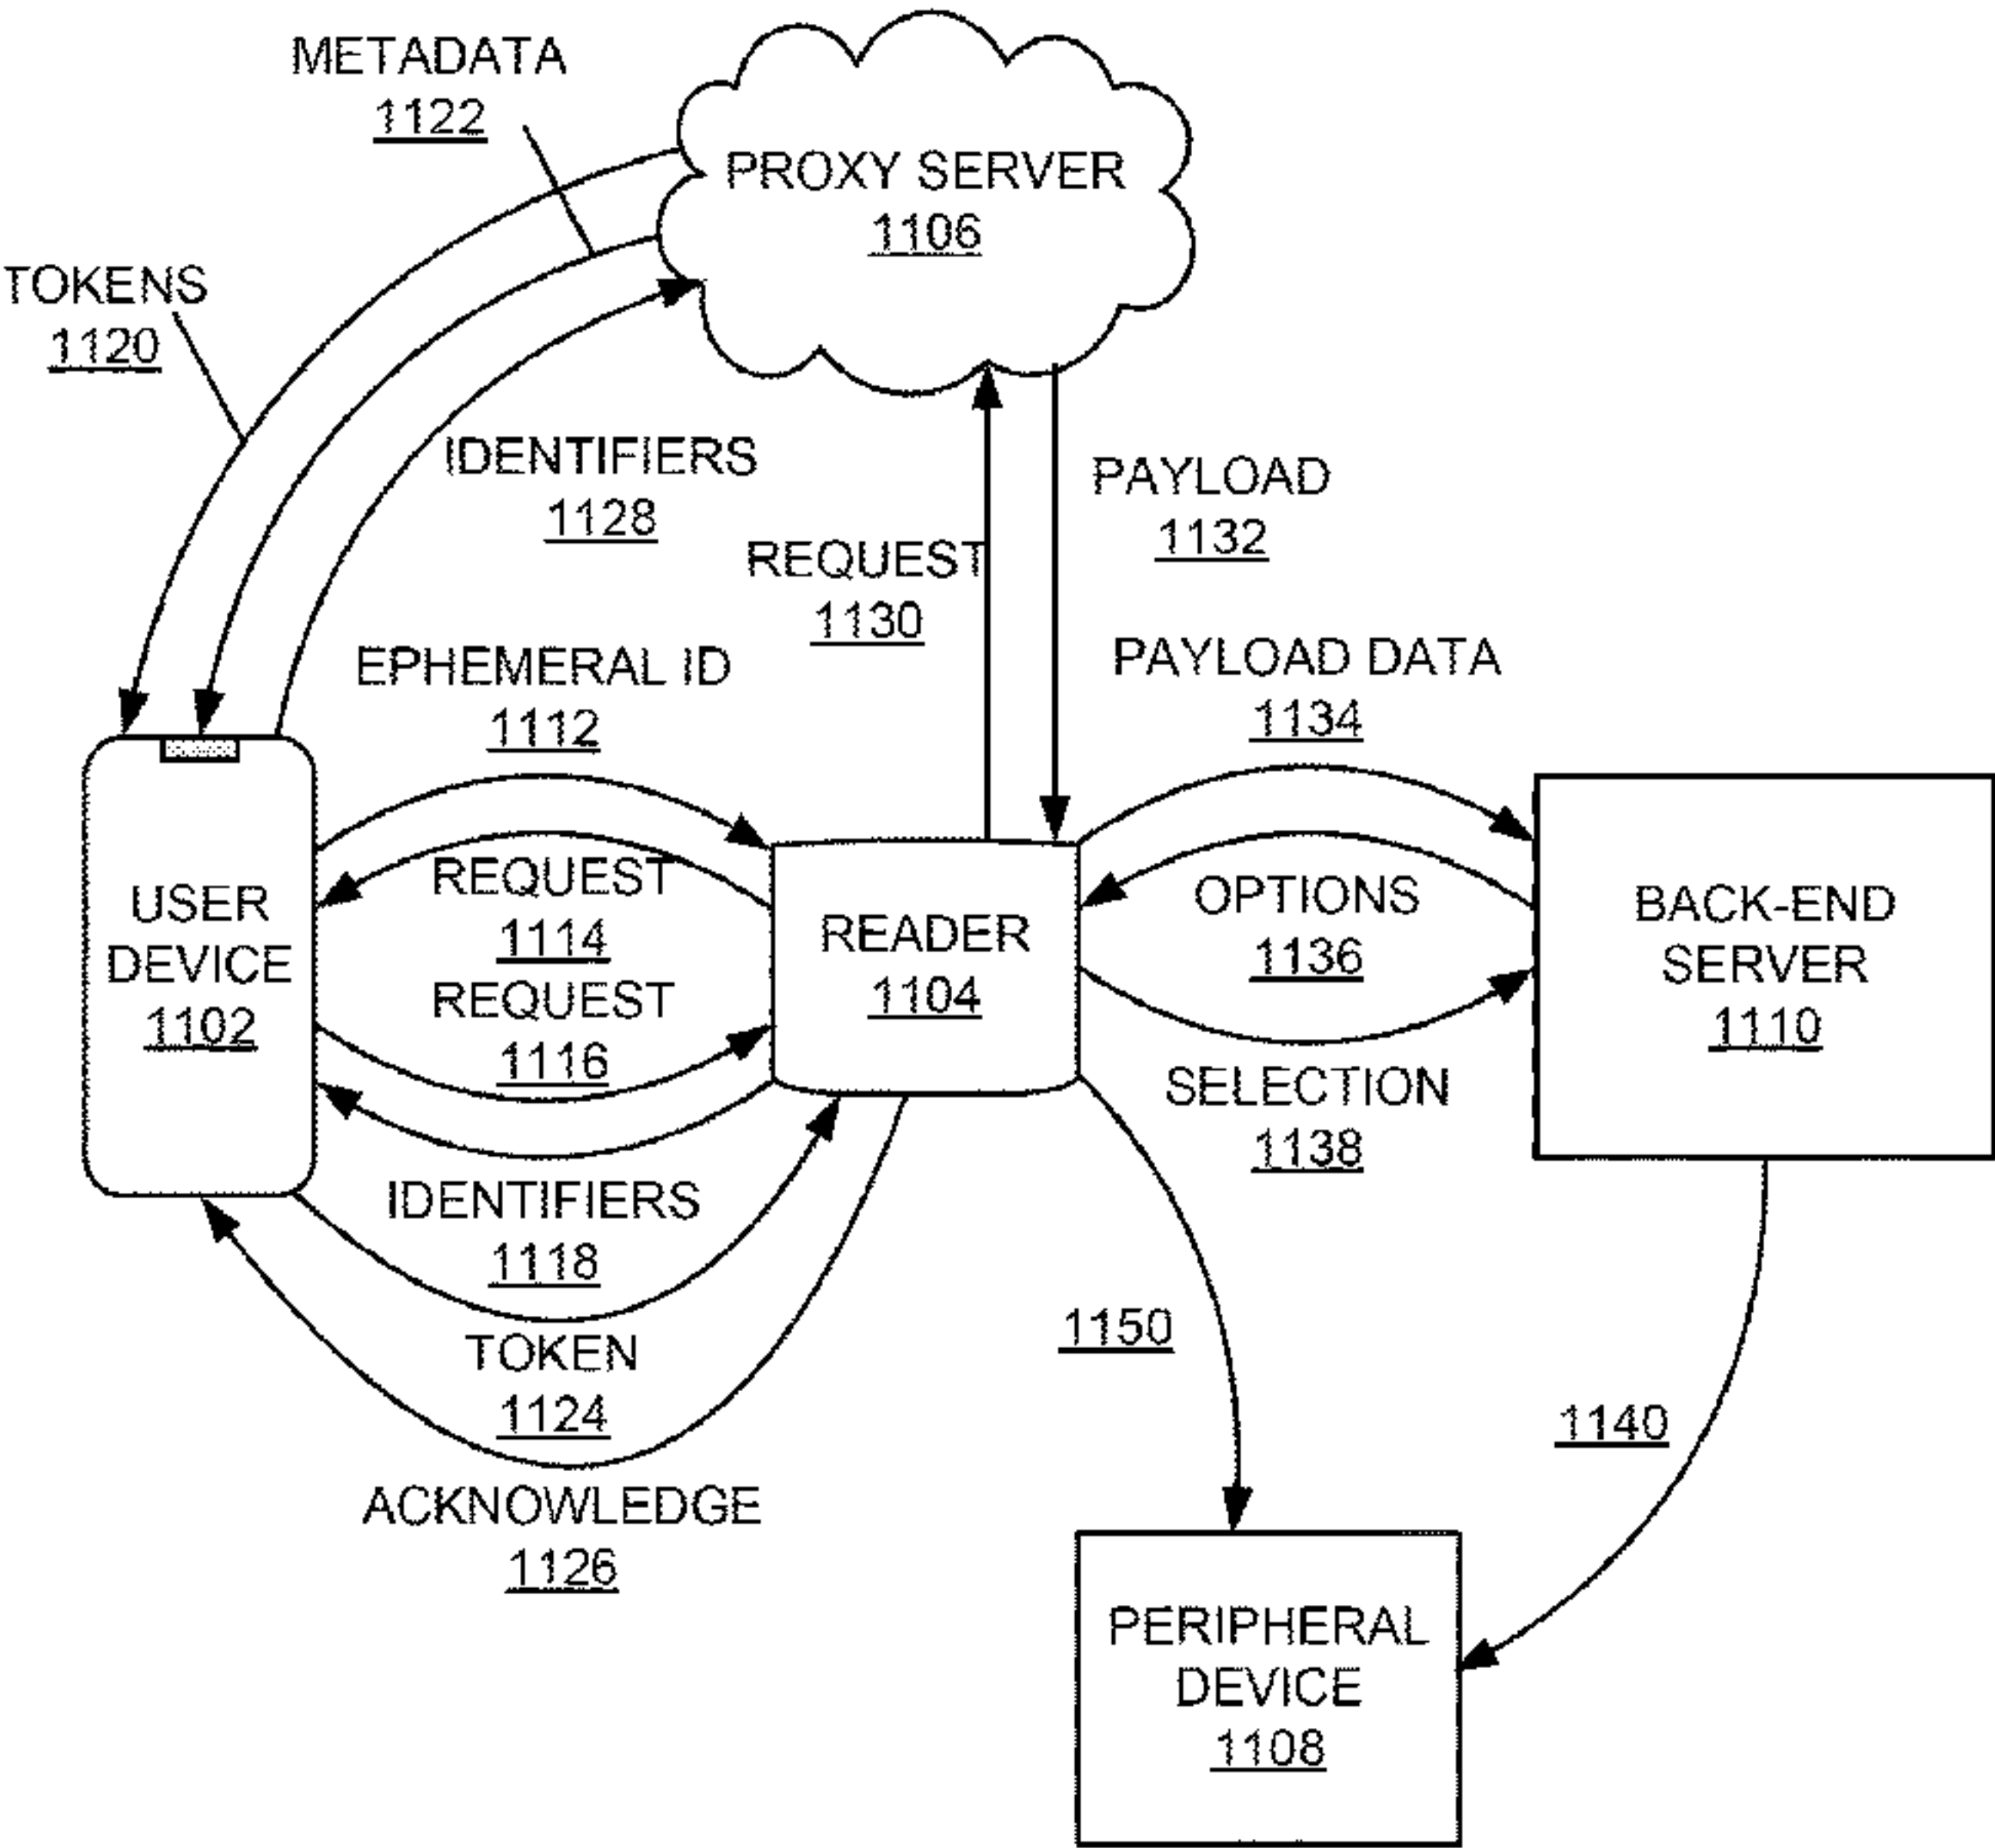 METADATA
1122
PROXY SERVER
1106
TOKENS
1120
IDENTIFIERS
1128
PAYLOAD
1132
REQUEST
1130
EPHEMERAL ID
1112
PAYLOAD DATA
1134
USER
DEVICE
1102
REQUEST
1114
REQUEST
1116
READER
1104
OPTIONS
1136
BACK-END
SERVER
1110
SELECTION
1138
IDENTIFIERS
1118
TOKEN
1124
1150
1140
ACKNOWLEDGE
1126
PERIPHERAL
DEVICE
1108